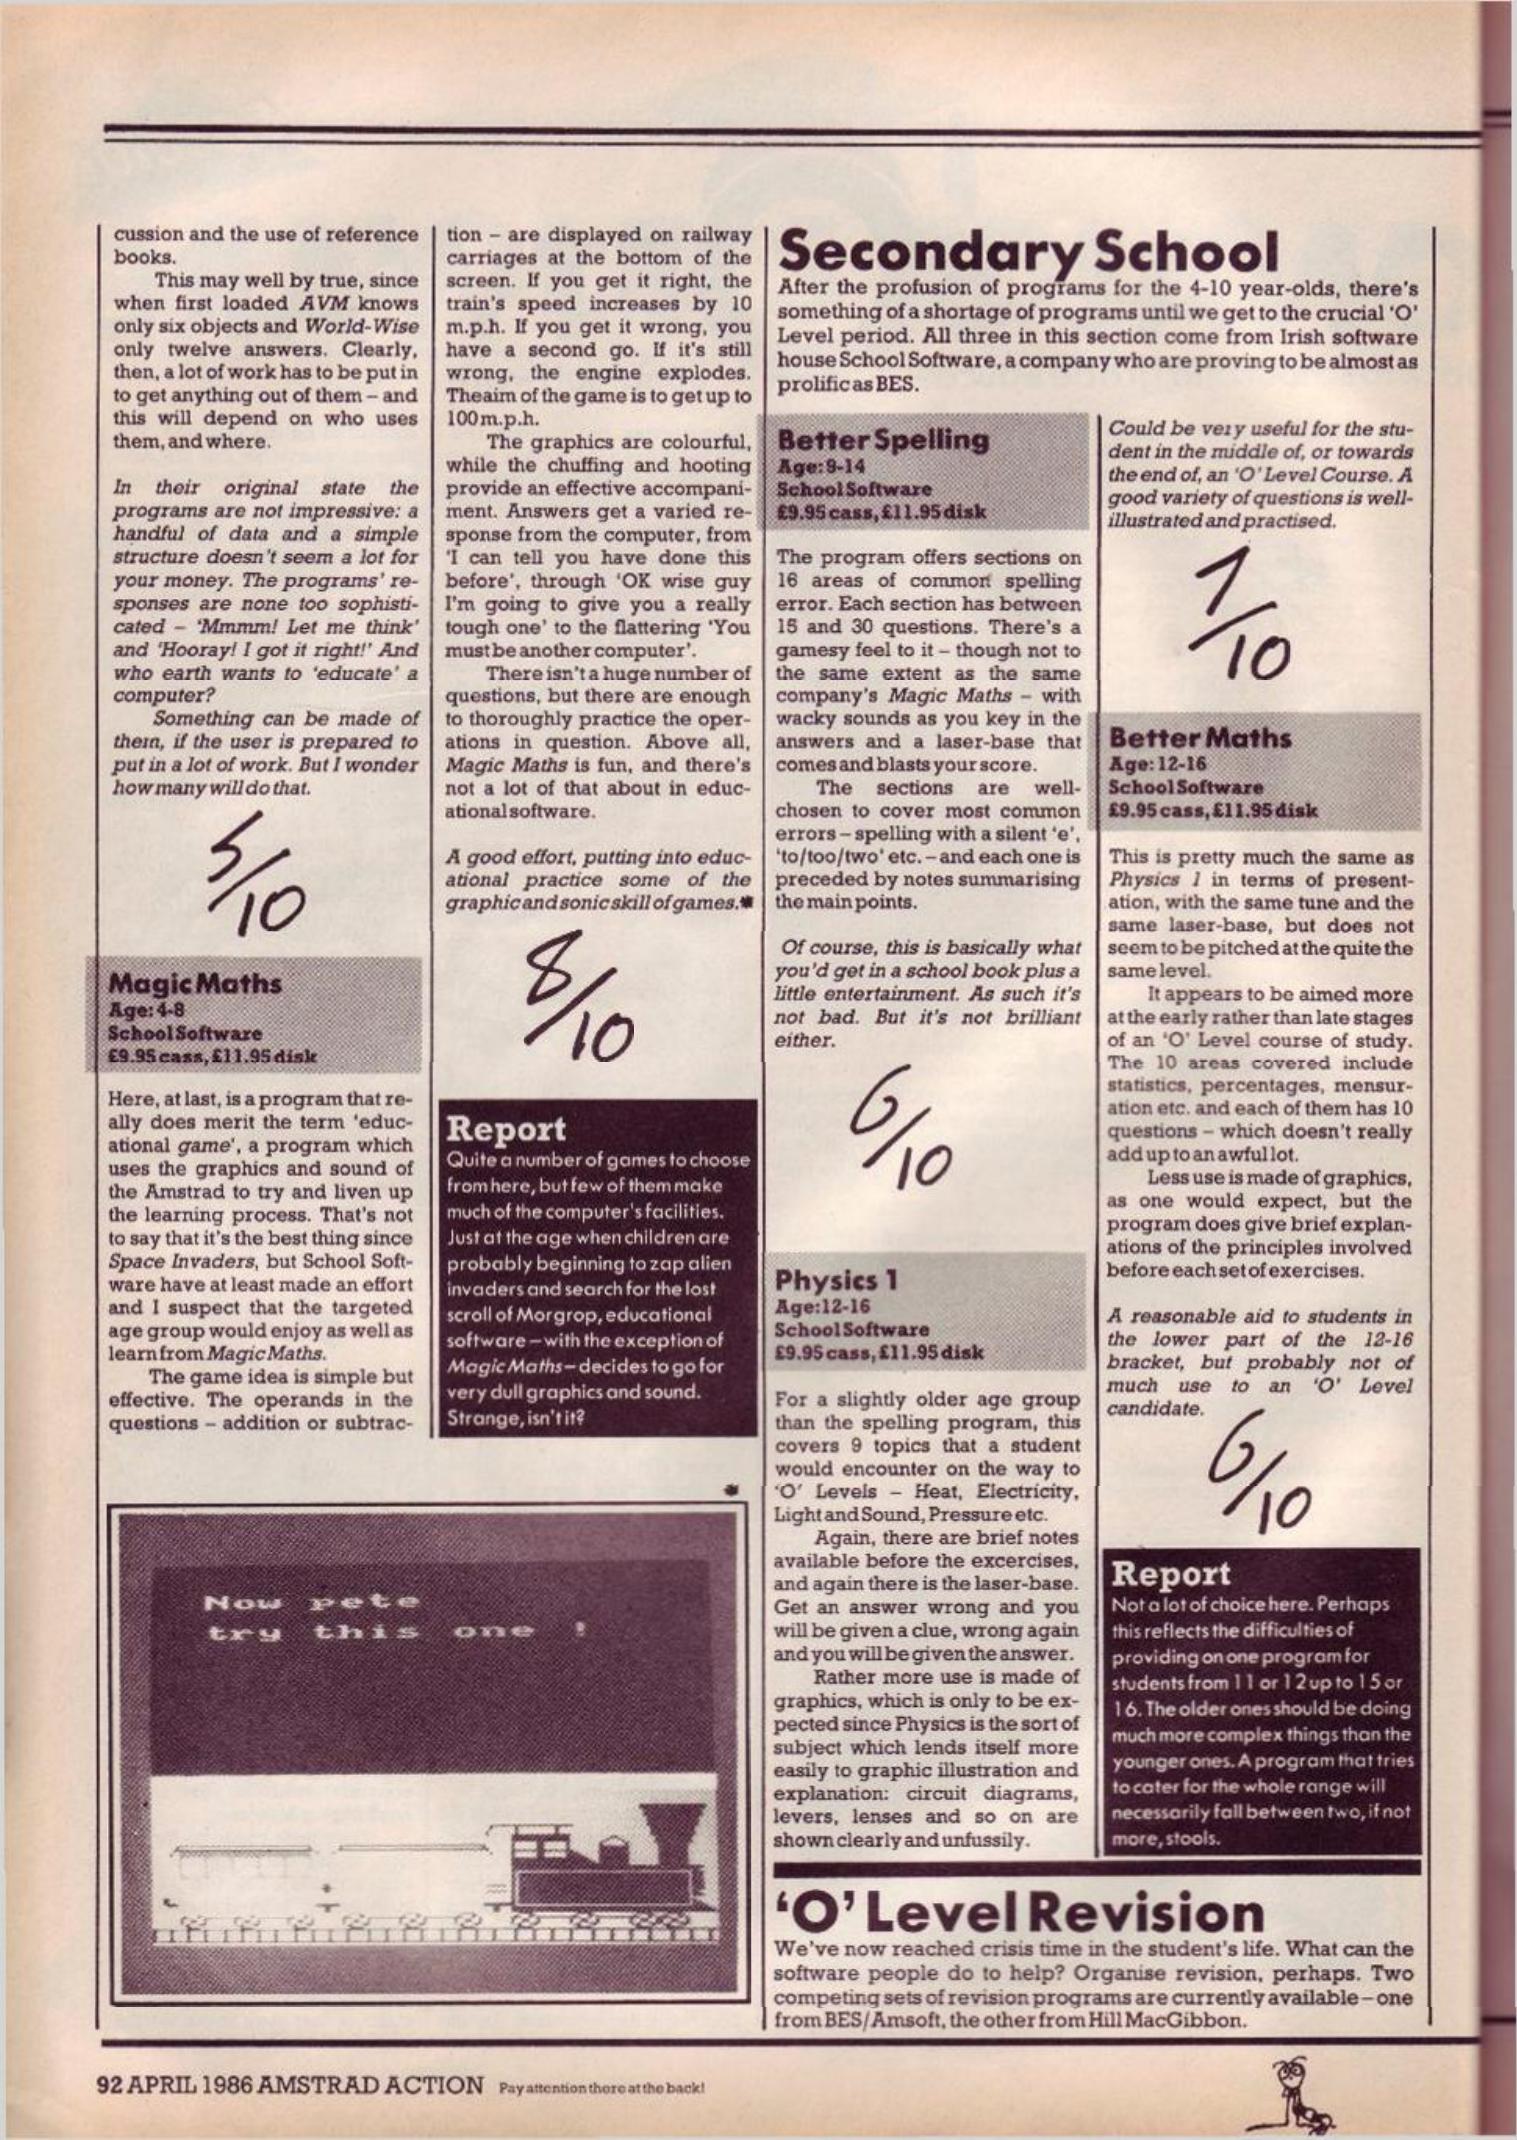 cussion and the use of reference
books.
This may well by true, since
when first loaded AVM knows
only six objects and World-Wise
only twelve answers. Clearly,
then, a lot of work has to be put in
to get anything out of them – and
this will depend on who uses
them, and where.
In their original state the
programs are not impressive: a
handful of data and a simple
structure doesn't seem a lot for
your money. The programs' re-
sponses are none too sophisti-
cated – 'Mmmm! Let me think'
and 'Hooray! I got it right!' And
who earth wants to 'educate' a
computer?
Something can be made of
them, if the user is prepared to
put in a lot of work. But I wonder
how many will do that.
5/10
Magic Maths
Age: 4-8
School Software
£9.95 cass, £11.95 disk
Here, at last, is a program that re-
ally does merit the term 'educ-
ational game', a program which
uses the graphics and sound of
the Amstrad to try and liven up
the learning process. That's not
to say that it's the best thing since
Space Invaders, but School Soft-
ware have at least made an effort
and I suspect that the targeted
age group would enjoy as well as
learn from Magic Maths.
The game idea is simple but
effective. The operands in the
questions – addition or subtrac-
tion – are displayed on railway
carriages at the bottom of the
screen. If you get it right, the
train's speed increases by 10
m.p.h. If you get it wrong, you
have a second go. If it's still
wrong, the engine explodes.
The aim of the game is to get up to
100 m.p.h.
The graphics are colourful,
while the chuffing and hooting
provide an effective accompani-
ment. Answers get a varied re-
sponse from the computer, from
'I can tell you have done this
before', through 'OK wise guy
I'm going to give you a really
tough one' to the flattering 'You
must be another computer'.
There isn't a huge number of
questions, but there are enough
to thoroughly practice the oper-
ations in question. Above all,
Magic Maths is fun, and there's
not a lot of that about in educ-
ational software.
A good effort, putting into educ-
ational practice some of the
graphic and sonic skill of games.*
8/10
Report
Quite a number of games to choose
from here, but few of them make
much of the computer's facilities.
Just at the age when children are
probably beginning to zap alien
invaders and search for the lost
scroll of Morgrop, educational
software – with the exception of
Magic Maths – decides to go for
very dull graphics and sound.
Strange, isn't it?
*
Now pete
try this one !
Secondary School
After the profusion of programs for the 4-10 year-olds, there's
something of a shortage of programs until we get to the crucial 'O'
Level period. All three in this section come from Irish software
house School Software, a company who are proving to be almost as
prolific as BES.
Better Spelling
Age: 9-14
School Software
£9.95 cass, £11.95 disk
The program offers sections on
16 areas of common spelling
error. Each section has between
15 and 30 questions. There's a
gamesy feel to it – though not to
the same extent as the same
company's Magic Maths – with
wacky sounds as you key in the
answers and a laser-base that
comes and blasts your score.
The sections are well-
chosen to cover most common
errors – spelling with a silent 'e',
'to/too/two' etc. – and each one is
preceded by notes summarising
the main points.
Of course, this is basically what
you'd get in a school book plus a
little entertainment. As such it's
not bad. But it's not brilliant
either.
6/10
Physics 1
Age: 12-16
School Software
£9.95 cass, £11.95 disk
For a slightly older age group
than the spelling program, this
covers 9 topics that a student
would encounter on the way to
'O' Levels – Heat, Electricity,
Light and Sound, Pressure etc.
Again, there are brief notes
available before the excercises,
and again there is the laser-base.
Get an answer wrong and you
will be given a clue, wrong again
and you will be given the answer.
Rather more use is made of
graphics, which is only to be ex-
pected since Physics is the sort of
subject which lends itself more
easily to graphic illustration and
explanation: circuit diagrams,
levers, lenses and so on are
shown clearly and unfussily.
Could be very useful for the stu-
dent in the middle of, or towards
the end of, an 'O' Level Course. A
good variety of questions is well-
illustrated and practised.
7/10
Better Maths
Age: 12-16
School Software
£9.95 cass, £11.95 disk
This is pretty much the same as
Physics 1 in terms of present-
ation, with the same tune and the
same laser-base, but does not
seem to be pitched at the quite the
same level.
It appears to be aimed more
at the early rather than late stages
of an 'O' Level course of study.
The 10 areas covered include
statistics, percentages, mensur-
ation etc. and each of them has 10
questions – which doesn't really
add up to an awful lot.
Less use is made of graphics,
as one would expect, but the
program does give brief explan-
ations of the principles involved
before each set of exercises.
A reasonable aid to students in
the lower part of the 12-16
bracket, but probably not of
much use to an 'O' Level
candidate.
6/10
Report
Not a lot of choice here. Perhaps
this reflects the difficulties of
providing on one program for
students from 11 or 12 up to 15 or
16. The older ones should be doing
much more complex things than the
younger ones. A program that tries
to cater for the whole range will
necessarily fall between two, if not
more, stools.
'O' Level Revision
We've now reached crisis time in the student's life. What can the
software people do to help? Organise revision, perhaps. Two
competing sets of revision programs are currently available – one
from BES/Amsoft, the other from Hill MacGibbon.
92 APRIL 1986 AMSTRAD ACTION Pay attention there at the back!